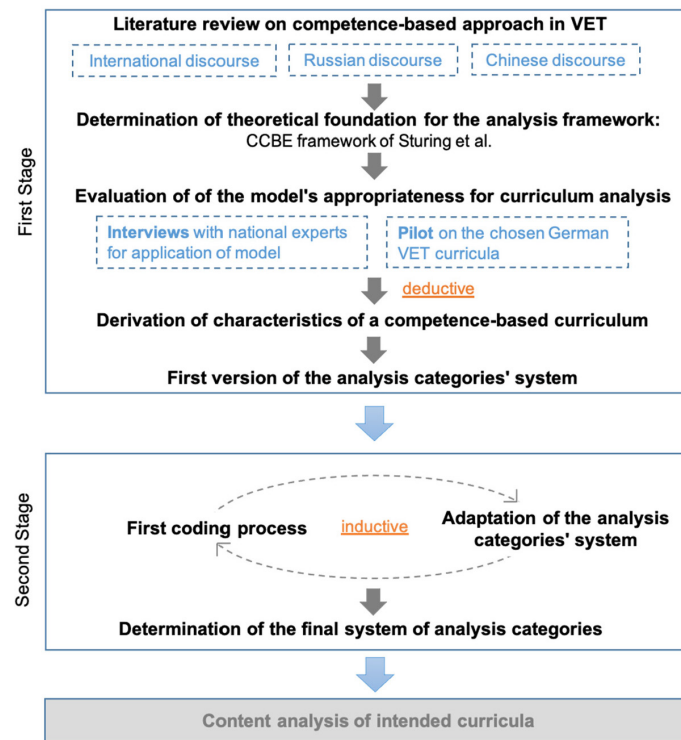 Literature review on competence-based approach in VET
International discourse
Russian discourse
Chinese discourse
Determination of theoretical foundation for the analysis framework:
CCBE framework of Sturing et al.
Evaluation of of the model's appropriateness for curriculum analysis
Interviews with national experts
for application of model
Pilot on the chosen German
VET curricula
deductive
Derivation of characteristics of a competence-based curriculum
First version of the analysis categories' system
First Stage
First coding process
inductive
Adaptation of the analysis
categories' system
Determination of the final system of analysis categories
Second Stage
Content analysis of intended curricula